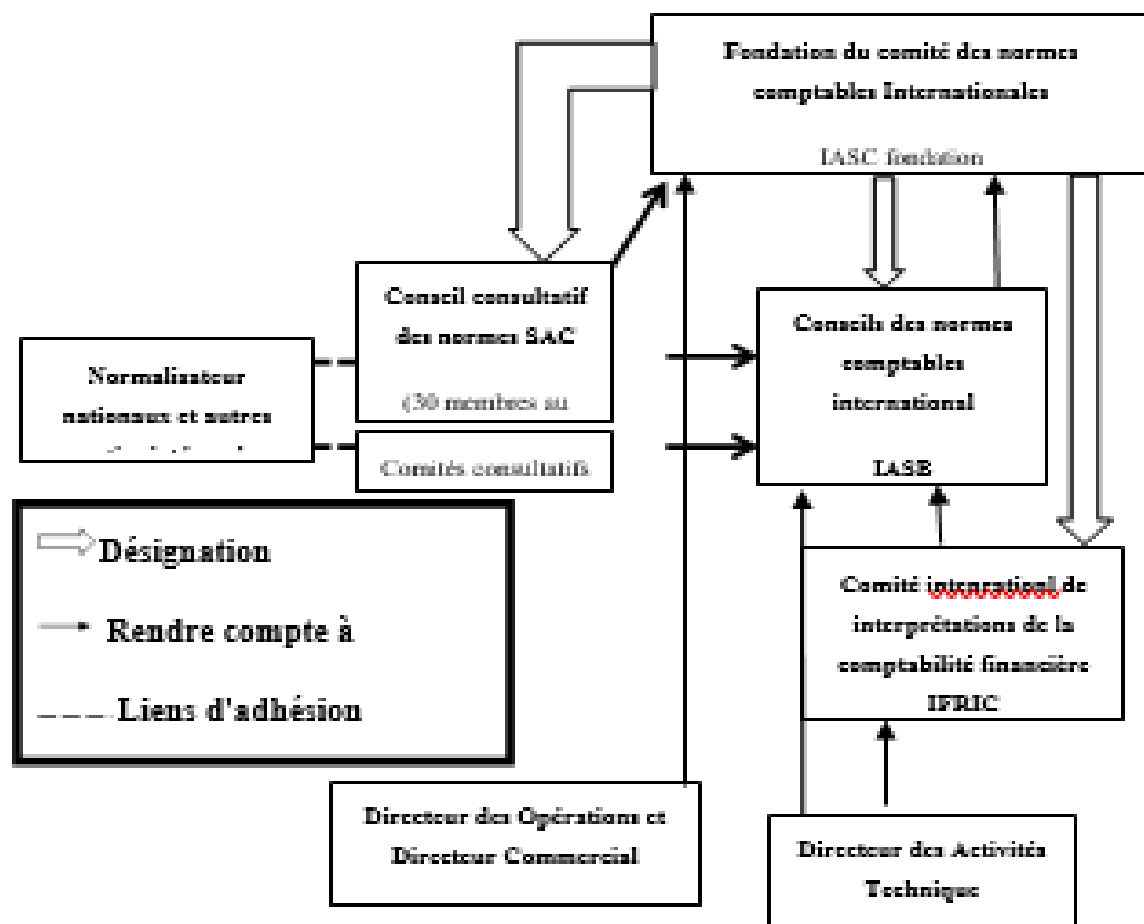 Fondation du comité des normes
comptables Internationales
IASC fondation
Conseil consultatif
des normes SAC
(30 membres au
Conseils des normes
comptables
international
IASB
Normalisateur
nationaux et autres
Comités consultatifs
Désignation
Rendre compte à
Liens d'adhésion
Comité de
interprétations de la
comptabilité financière
IFRIC
Directeur des Opérations et
Directeur Commercial
Directeur des Activités
Technique